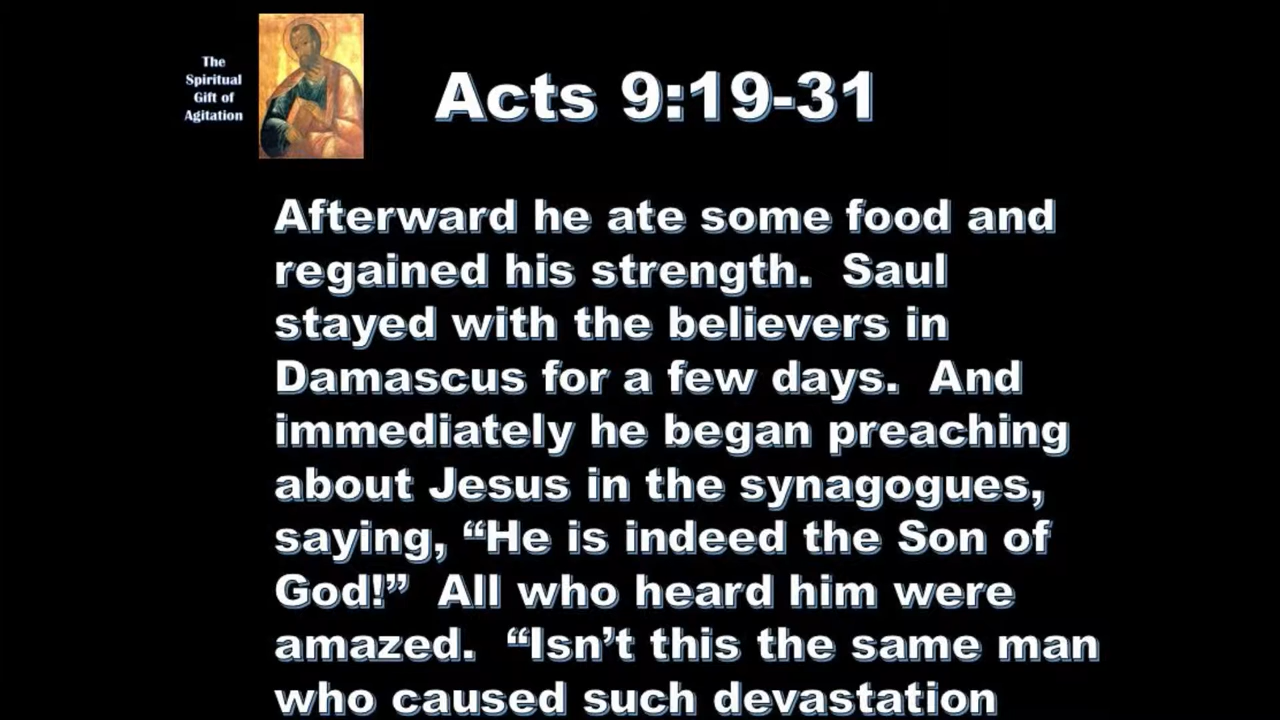 The
Spiritual
Gift of
Agitation
Acts 9:19-31
Afterward he ate some food and
regained his strength.  Saul
stayed with the believers in
Damascus for a few days.  And
immediately he began preaching
about Jesus in the synagogues,
saying, “He is indeed the Son of
God!”  All who heard him were
amazed.  “Isn’t this the same man
who caused such devastation